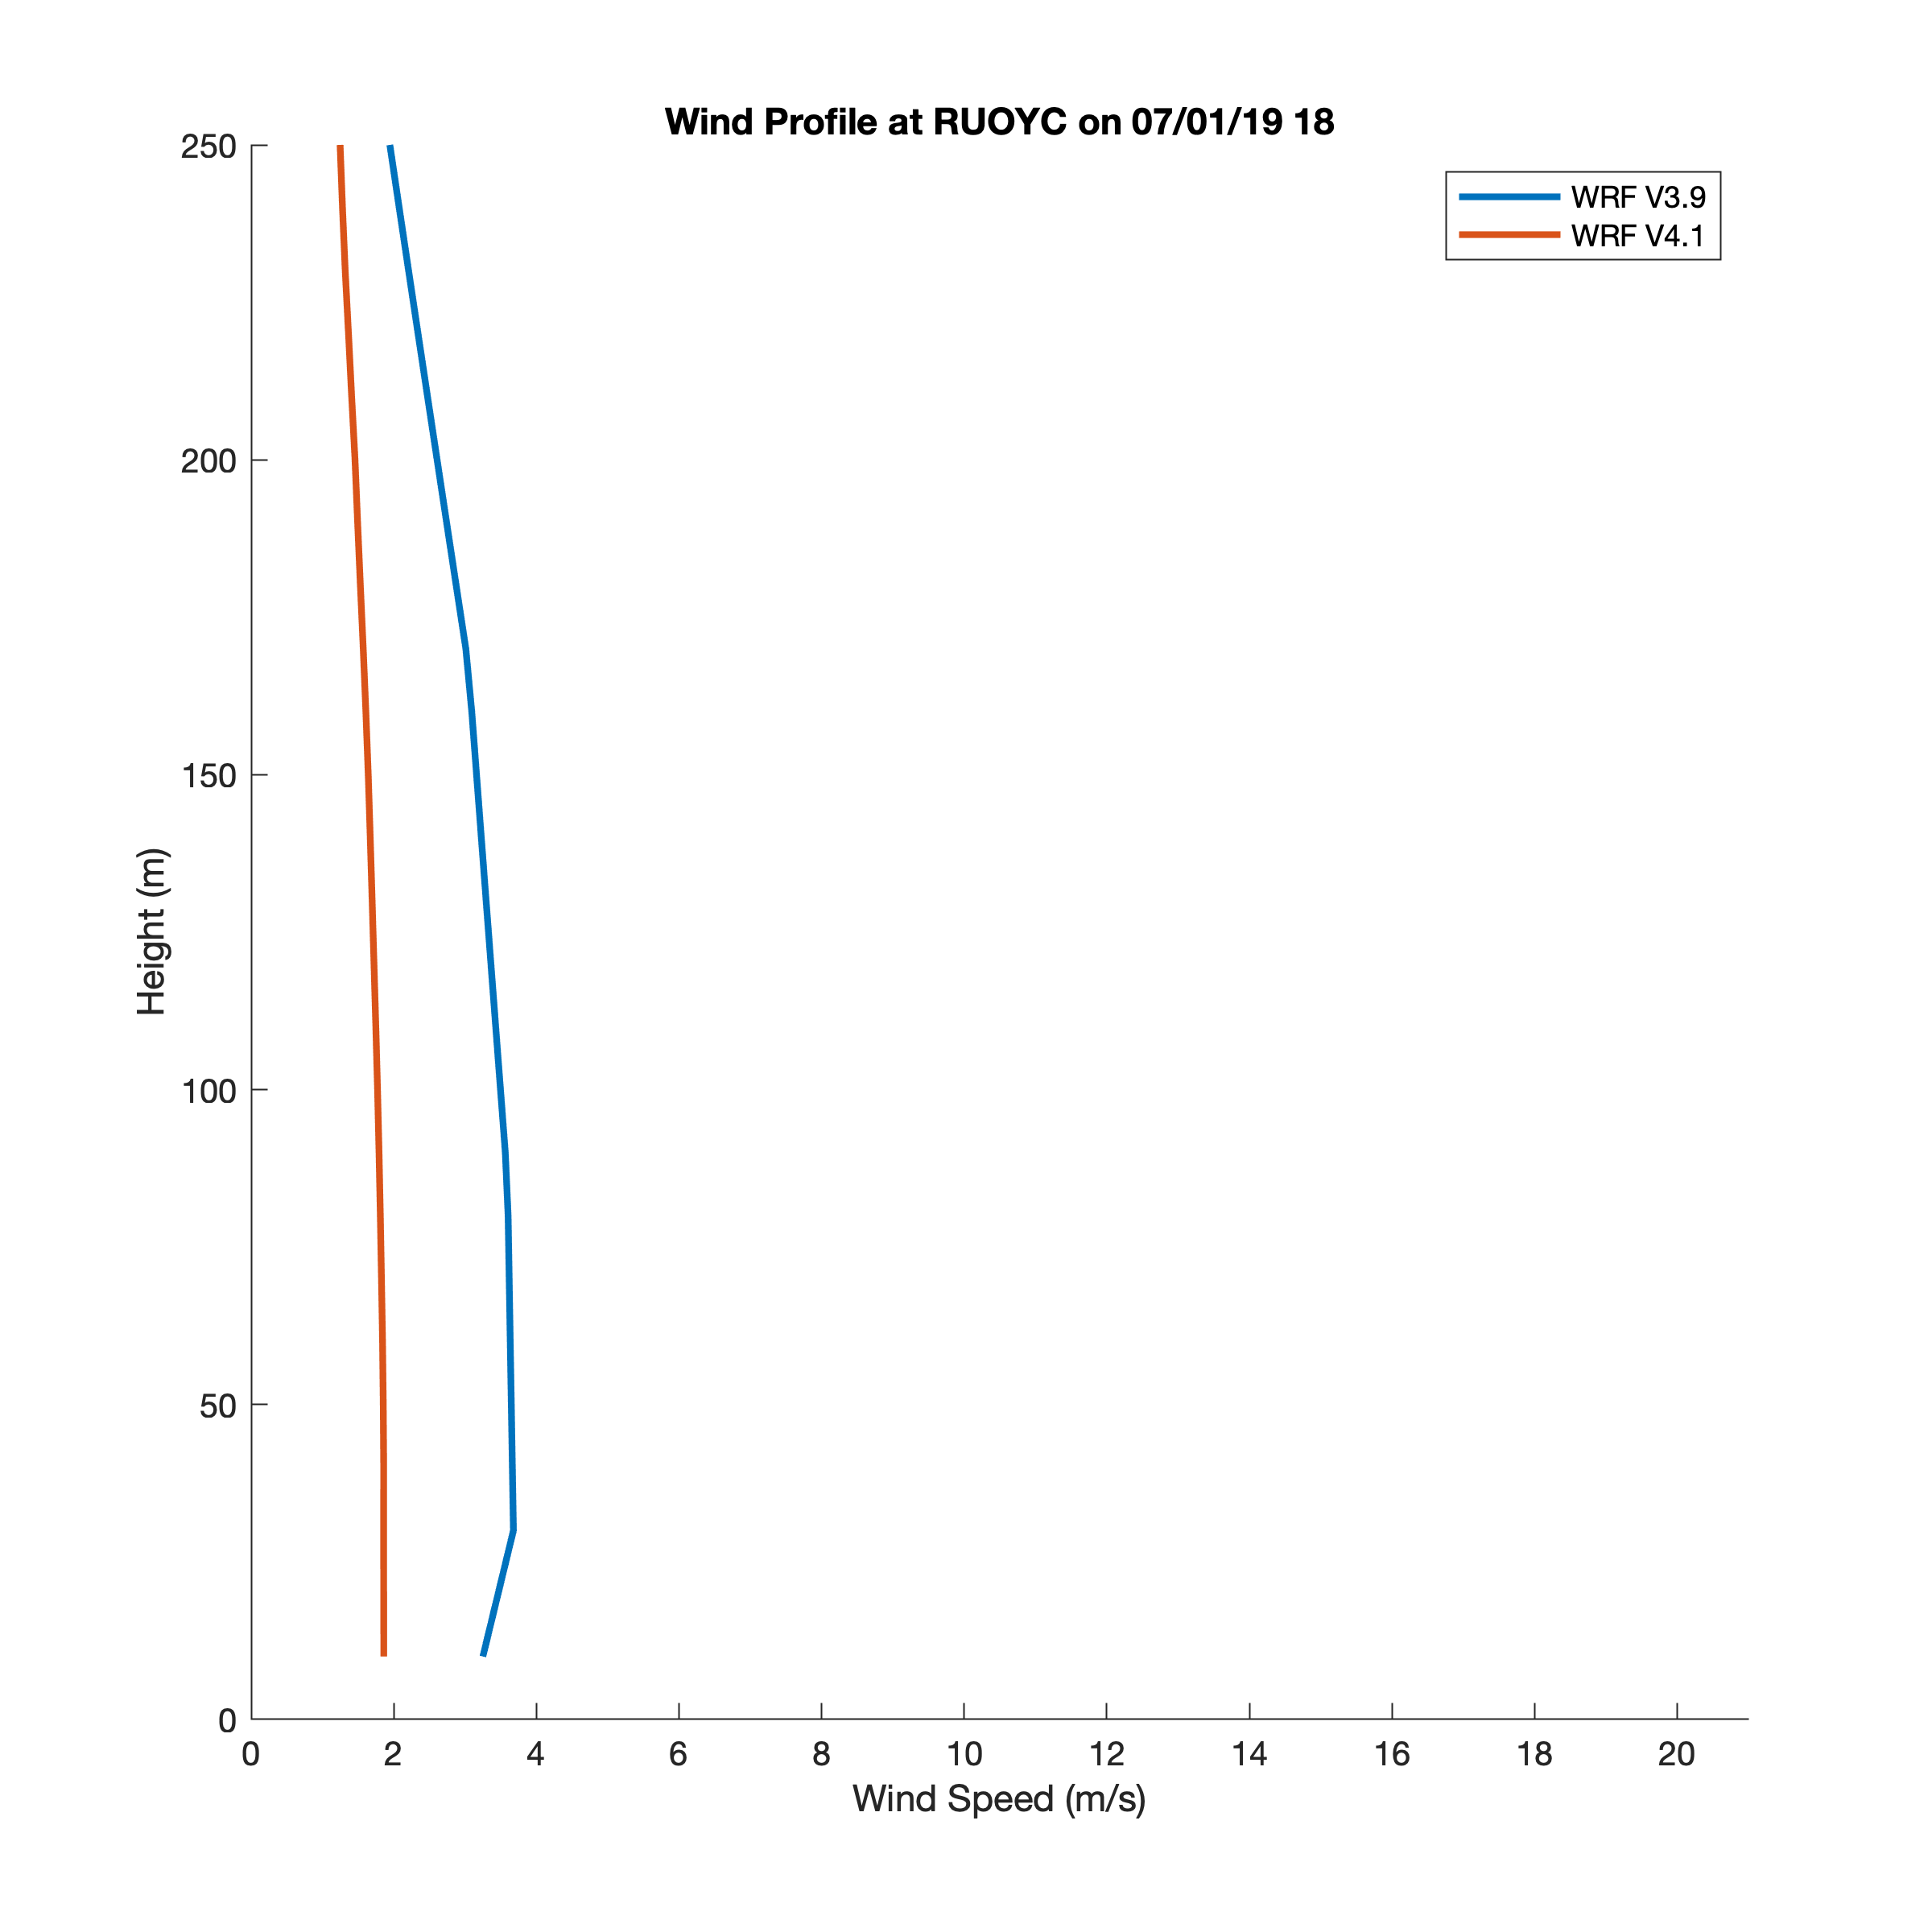 Wind Profile at RUOYC on 07/01/19 18
WRF V3.9
WRF V4.1
250
200
150
100
50
0
Height (m)
0 2 4 6 8 10 12 14 16 18 20
Wind Speed (m/s)